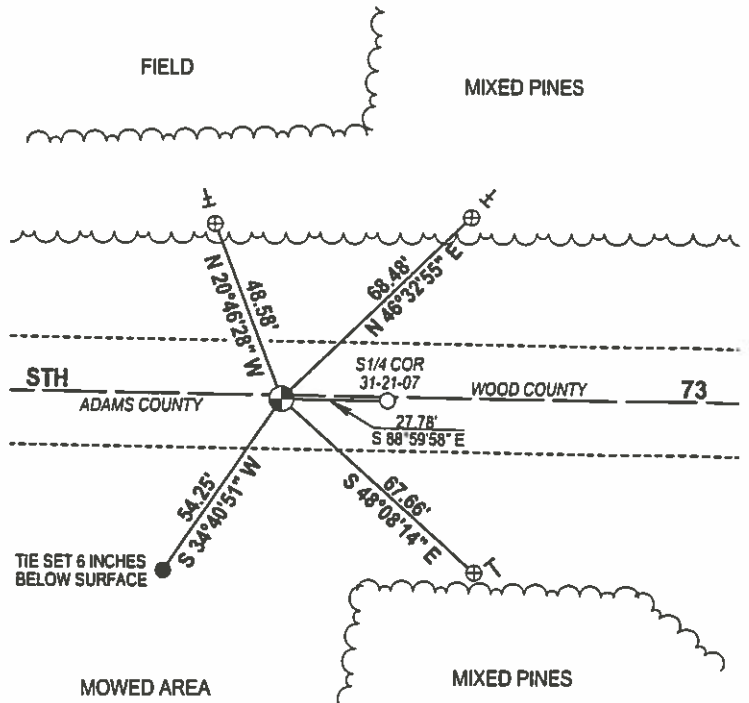 FIELD
MIXED PINES
48.58'
N 20°46'28" W
68.48'
N 46°32'55" E
STH
ADAMS COUNTY
S1/4 COR
31-21-07
WOOD COUNTY
73
27.78'
S 88°59'58" E
54.25'
S 34°40'51" W
67.66'
S 48°08'14" E
TIE SET 6 INCHES
BELOW SURFACE
MOWED AREA
MIXED PINES